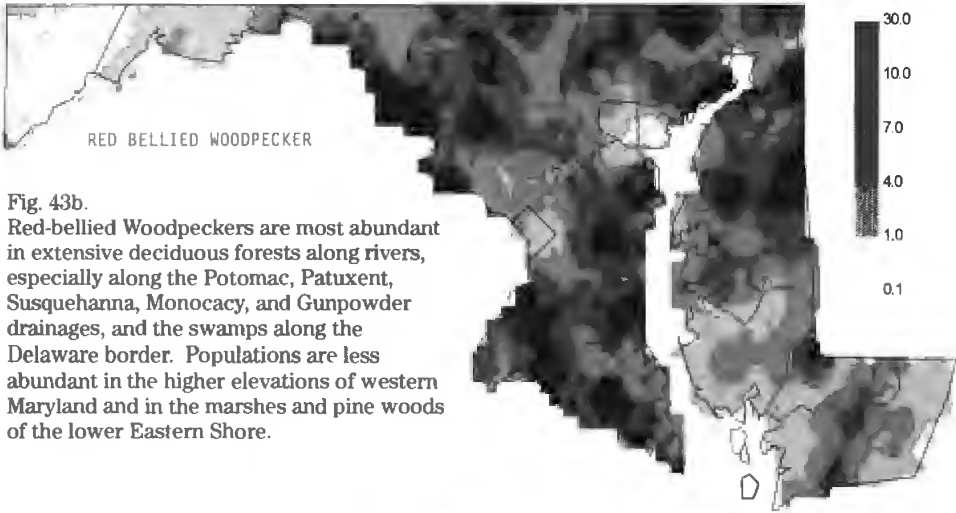 30.0
10.0
7.0
4.0
1.0
0.1
RED BELLIED WOODPECKER
Fig. 43b.
Red-bellied Woodpeckers are most abundant
in extensive deciduous forests along rivers,
especially along the Potomac, Patuxent,
Susquehanna, Monocacy, and Gunpowder
drainages, and the swamps along the
Delaware border. Populations are less
abundant in the higher elevations of western
Maryland and in the marshes and pine woods
of the lower Eastern Shore.